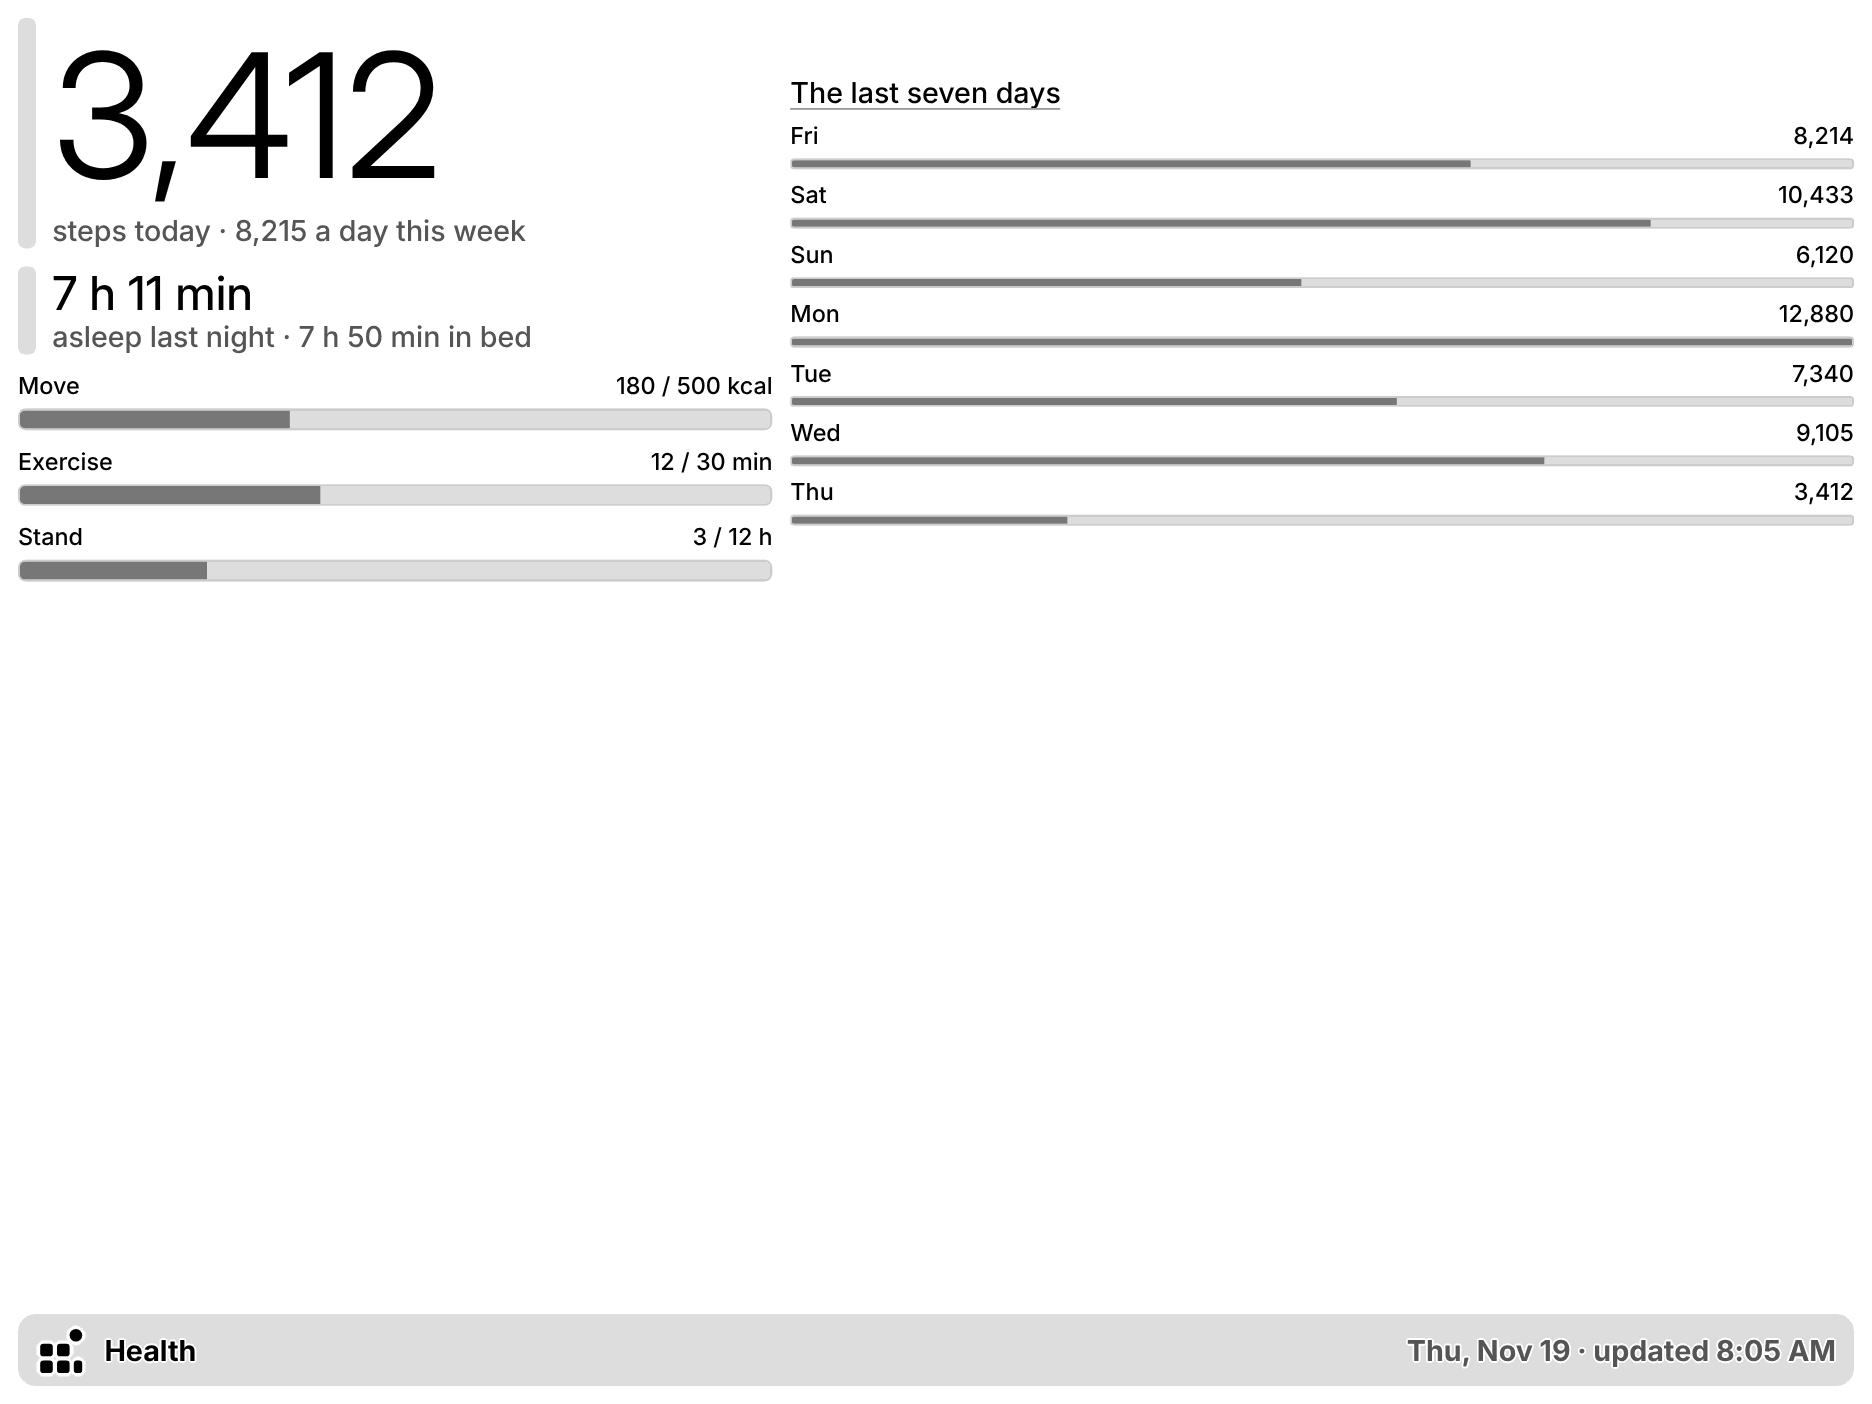 3,412
steps today · 8,215 a day this week
7 h 11 min
asleep last night · 7 h 50 min in bed
Move 180 / 500 kcal
Exercise 12 / 30 min
Stand 3 / 12 h
The last seven days
Fri 8,214
Sat 10,433
Sun 6,120
Mon 12,880
Tue 7,340
Wed 9,105
Thu 3,412
Health Thu, Nov 19 · updated 8:05 AM